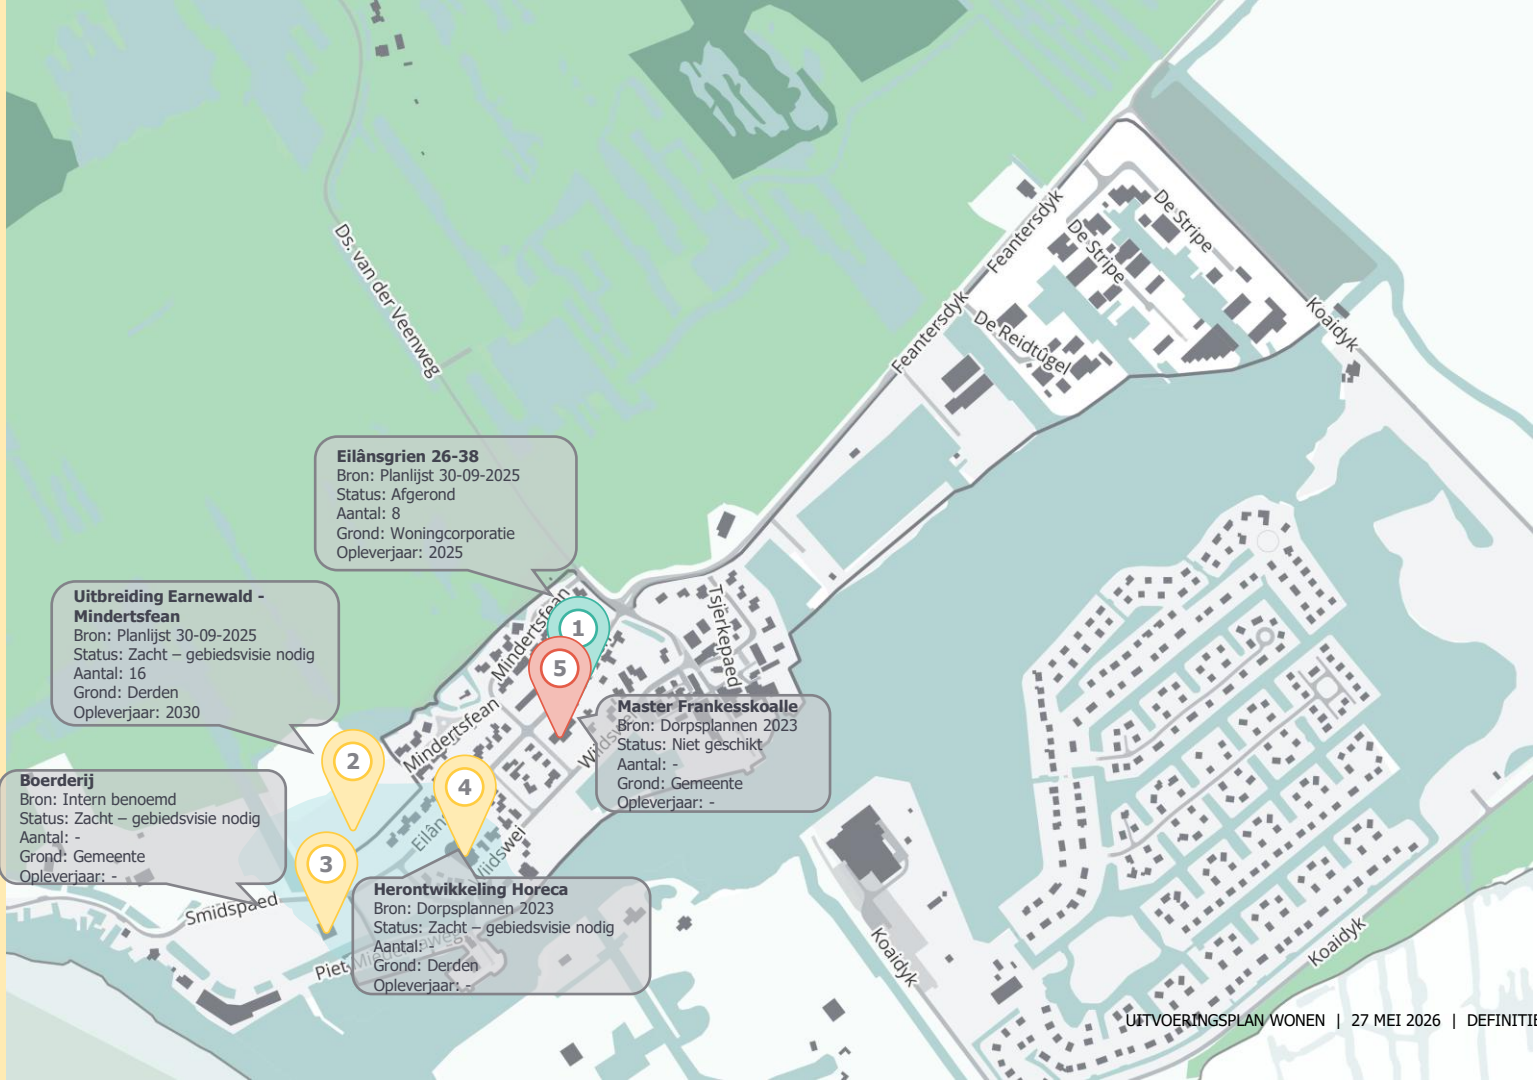 Ds. van der Veenweg
Feantersdyk
Feantersdyk
De Stripe
De Stripe
De Reidtûgel
Koaidyk
Eilânsgrien 26-38
Bron: Planlijst 30-09-2025
Status: Afgerond
Aantal: 8
Grond: Woningcorporatie
Opleverjaar: 2025
Uitbreiding Earnewald -
Mindertsfean
Bron: Planlijst 30-09-2025
Status: Zacht – gebiedsvisie nodig
Aantal: 16
Grond: Derden
Opleverjaar: 2030
Mindertsfean
Tsjerkepaed
1
5
Mindertsfean
Master Frankesskoalle
Bron: Dorpsplannen 2023
Status: Niet geschikt
Aantal: -
Grond: Gemeente
Opleverjaar: -
2
4
Boerderij
Bron: Intern benoemd
Status: Zacht – gebiedsvisie nodig
Aantal: -
Grond: Gemeente
Opleverjaar: -
3
Smidspaed
Herontwikkeling Horeca
Bron: Dorpsplannen 2023
Status: Zacht – gebiedsvisie nodig
Aantal: -
Grond: Derden
Opleverjaar: -
Piet
Koaidyk
Koaidyk
UITVOERINGSPLAN WONEN | 27 MEI 2026 | DEFINITIE